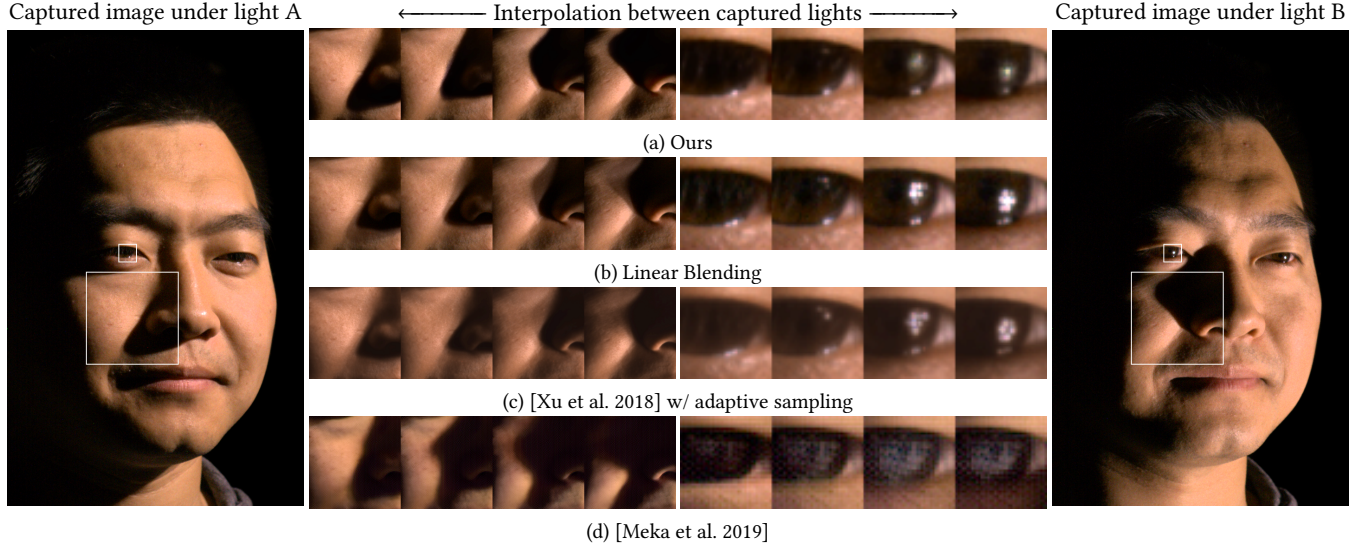 Captured image under light A
⟵ Interpolation between captured lights ⟶
Captured image under light B
(a) Ours
(b) Linear Blending
(c) [Xu et al. 2018] w/ adaptive sampling
(d) [Meka et al. 2019]